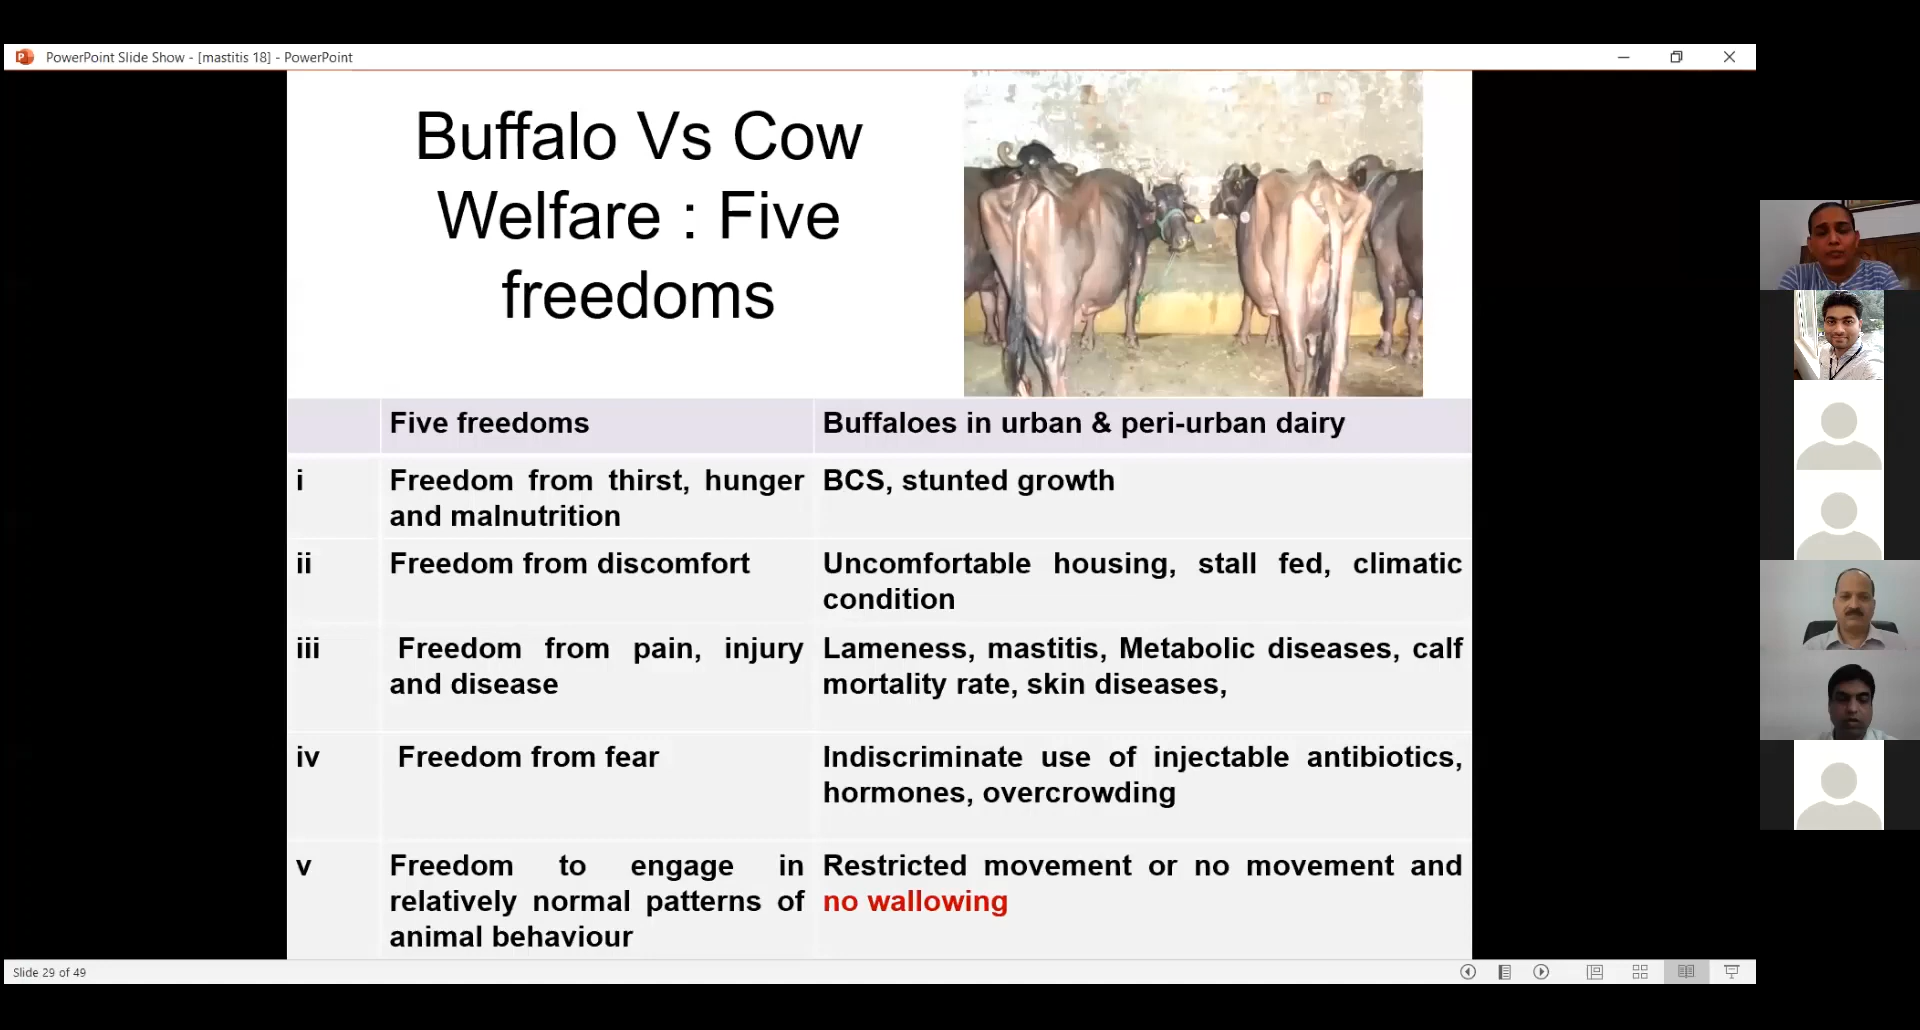 PowerPoint Slide Show - [mastitis 18] - PowerPoint
Buffalo Vs Cow
Welfare : Five
freedoms
Five freedoms
Buffaloes in urban & peri-urban dairy
i
Freedom from thirst, hunger
and malnutrition
BCS, stunted growth
ii
Freedom from discomfort
Uncomfortable housing, stall fed, climatic
condition
iii
Freedom from pain, injury
and disease
Lameness, mastitis, Metabolic diseases, calf
mortality rate, skin diseases,
iv
Freedom from fear
Indiscriminate use of injectable antibiotics,
hormones, overcrowding
v
Freedom to engage in
relatively normal patterns of
animal behaviour
Restricted movement or no movement and
no wallowing
Slide 29 of 49